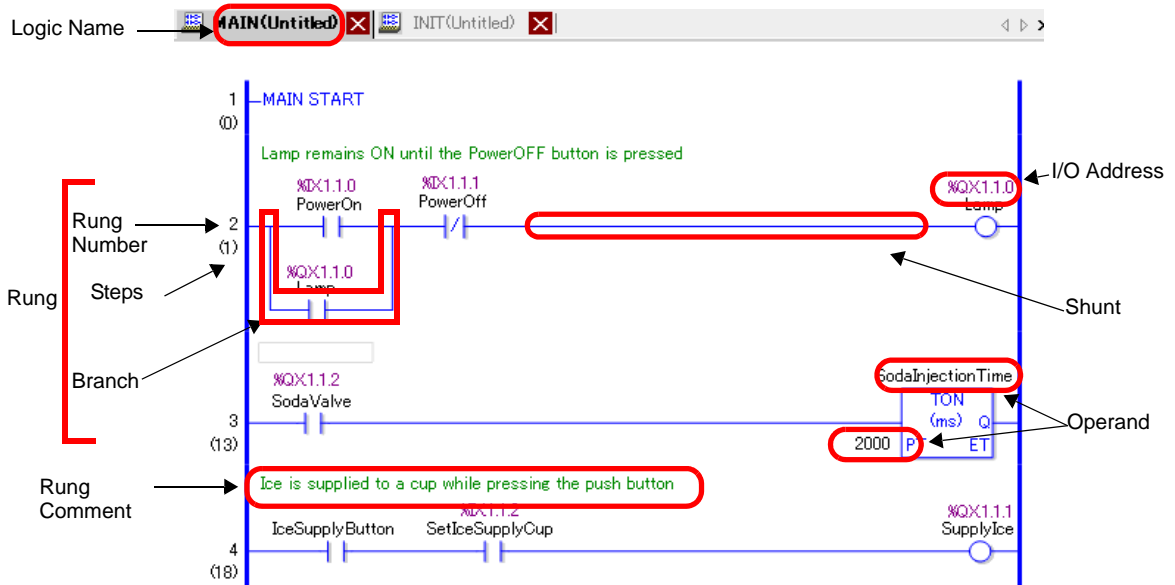 Logic Name
MAIN(Untitled)
INIT(Untitled)
1
(0)
MAIN START
Lamp remains ON until the PowerOFF button is pressed
%IX1.1.0
PowerOn
%IX1.1.1
PowerOff
%QX1.1.0
Lamp
I/O Address
Rung
Number
2
(1)
Steps
%QX1.1.0
Lamp
Rung
Shunt
Branch
%QX1.1.2
SodaValve
3
(13)
SodaInjectionTime
TON
(ms) Q
2000 PT ET
Operand
Rung
Comment
Ice is supplied to a cup while pressing the push button
IceSupplyButton
%IX1.1.2
SetIceSupplyCup
%QX1.1.1
SupplyIce
4
(18)